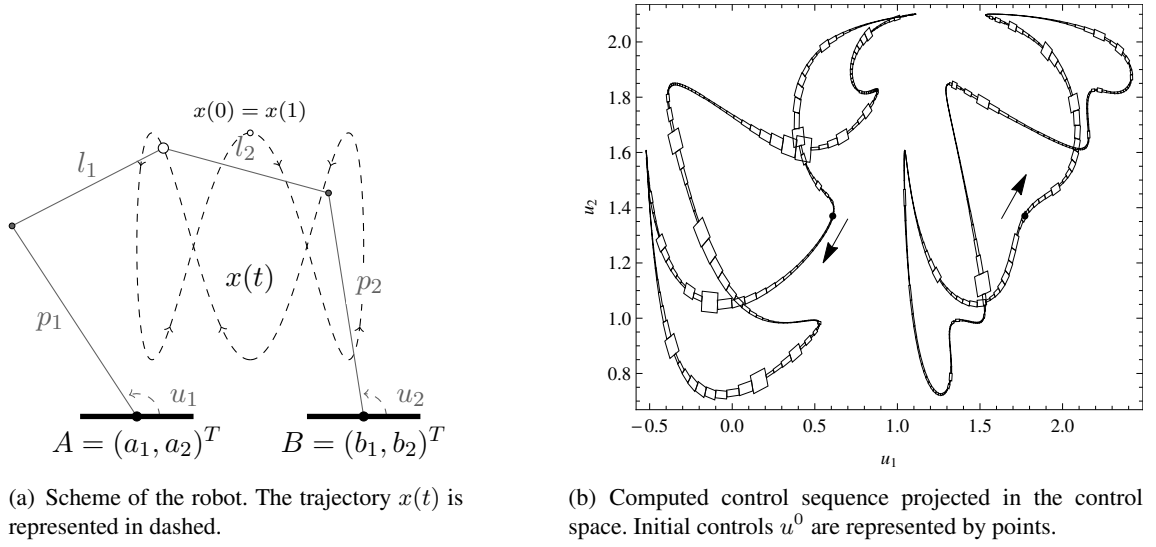 x(0) = x(1)
l₁
l₂
x(t)
p₁
p₂
u₁
u₂
A = (a₁, a₂)ᵀ
B = (b₁, b₂)ᵀ
(a) Scheme of the robot. The trajectory x(t) is
represented in dashed.
2.0
1.8
1.6
1.4
1.2
1.0
0.8
u₂
−0.5 0.0 0.5 1.0 1.5 2.0
u₁
(b) Computed control sequence projected in the control
space. Initial controls u⁰ are represented by points.